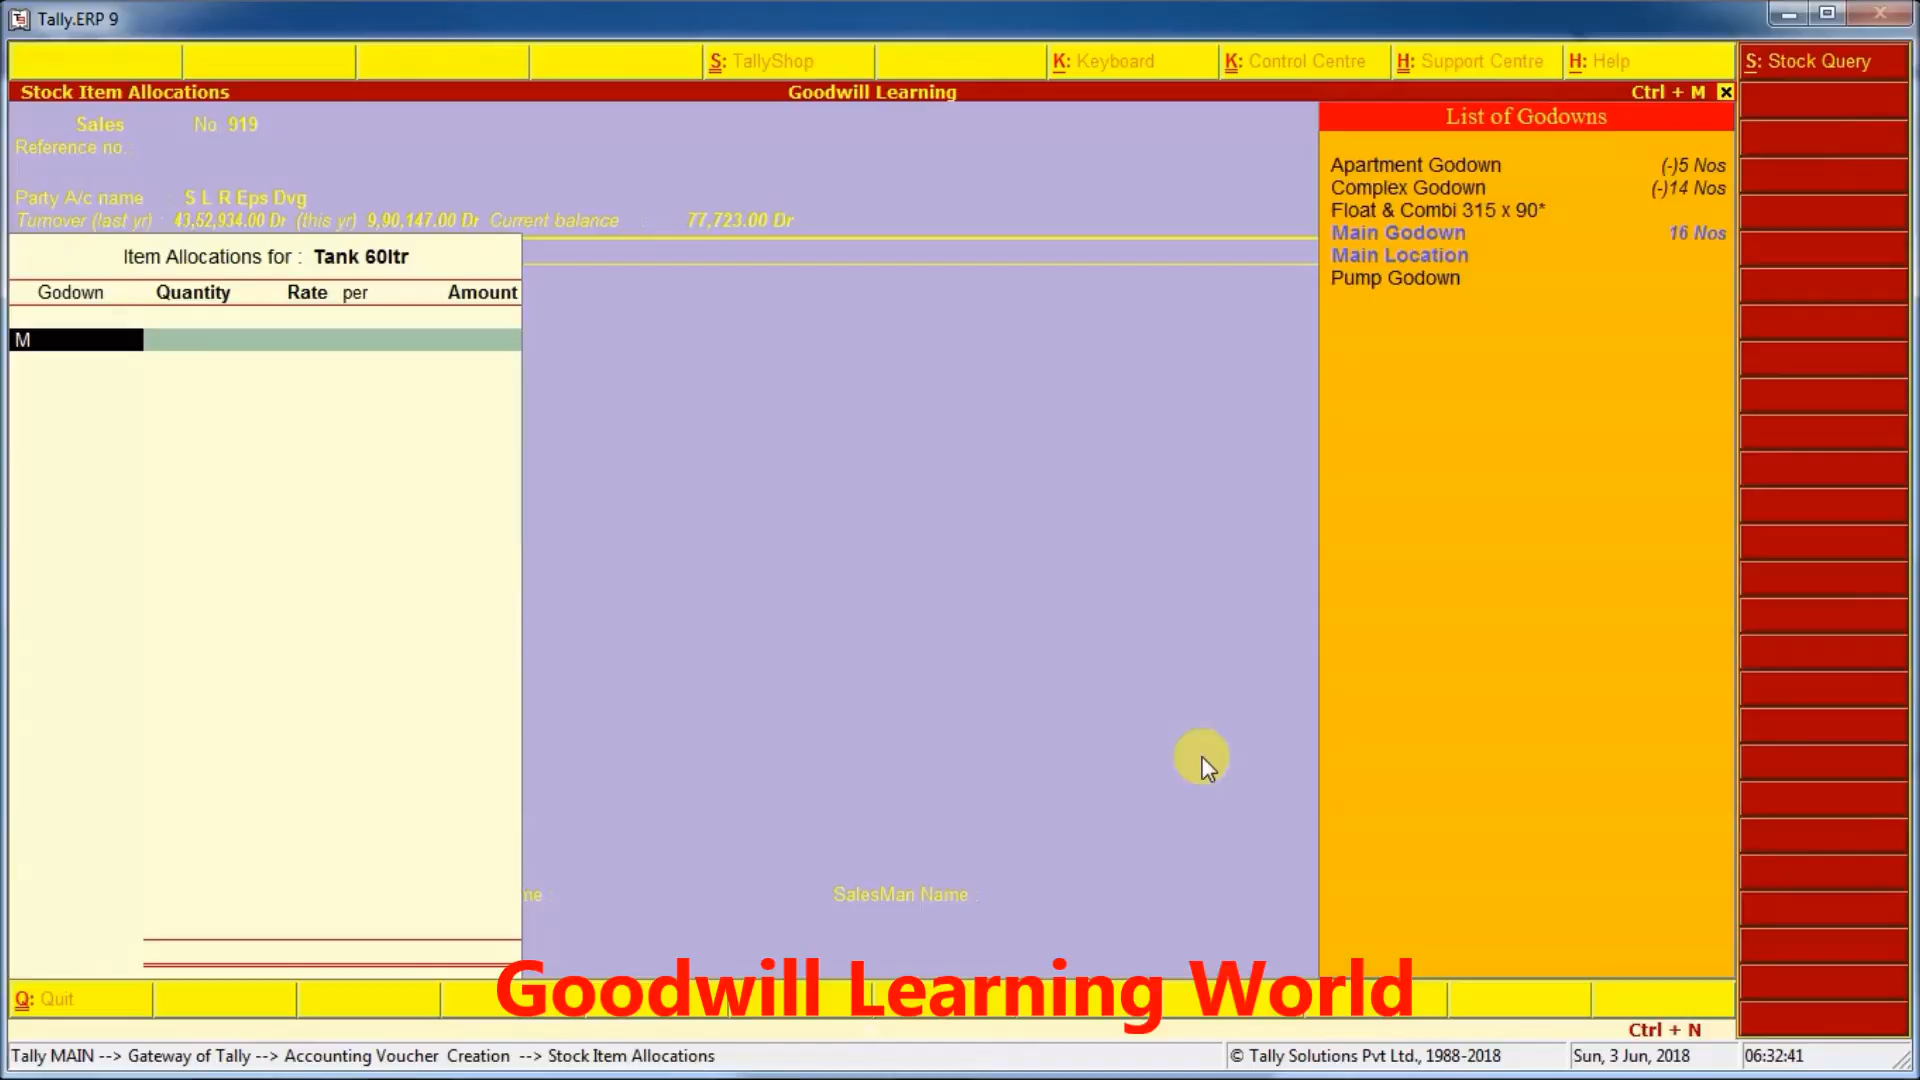 Tally.ERP 9
S: TallyShop K: Keyboard K: Control Centre H: Support Centre H: Help S: Stock Query
Stock Item Allocations Goodwill Learning Ctrl + M
List of Godowns
Sales No. 919
Reference no. :
Party A/c name : S L R Eps Dvg
Turnover (last yr) : 43,52,934.00 Dr (this yr) 9,90,147.00 Dr Current balance : 77,723.00 Dr
Apartment Godown (-)5 Nos
Complex Godown (-)14 Nos
Float & Combi 315 x 90*
Main Godown 16 Nos
Main Location
Pump Godown
Item Allocations for : Tank 60ltr
Godown Quantity Rate per Amount
M
me : SalesMan Name :
Q: Quit
Goodwill Learning World
Ctrl + N
Tally MAIN --> Gateway of Tally --> Accounting Voucher Creation --> Stock Item Allocations © Tally Solutions Pvt Ltd., 1988-2018 Sun, 3 Jun, 2018 06:32:41